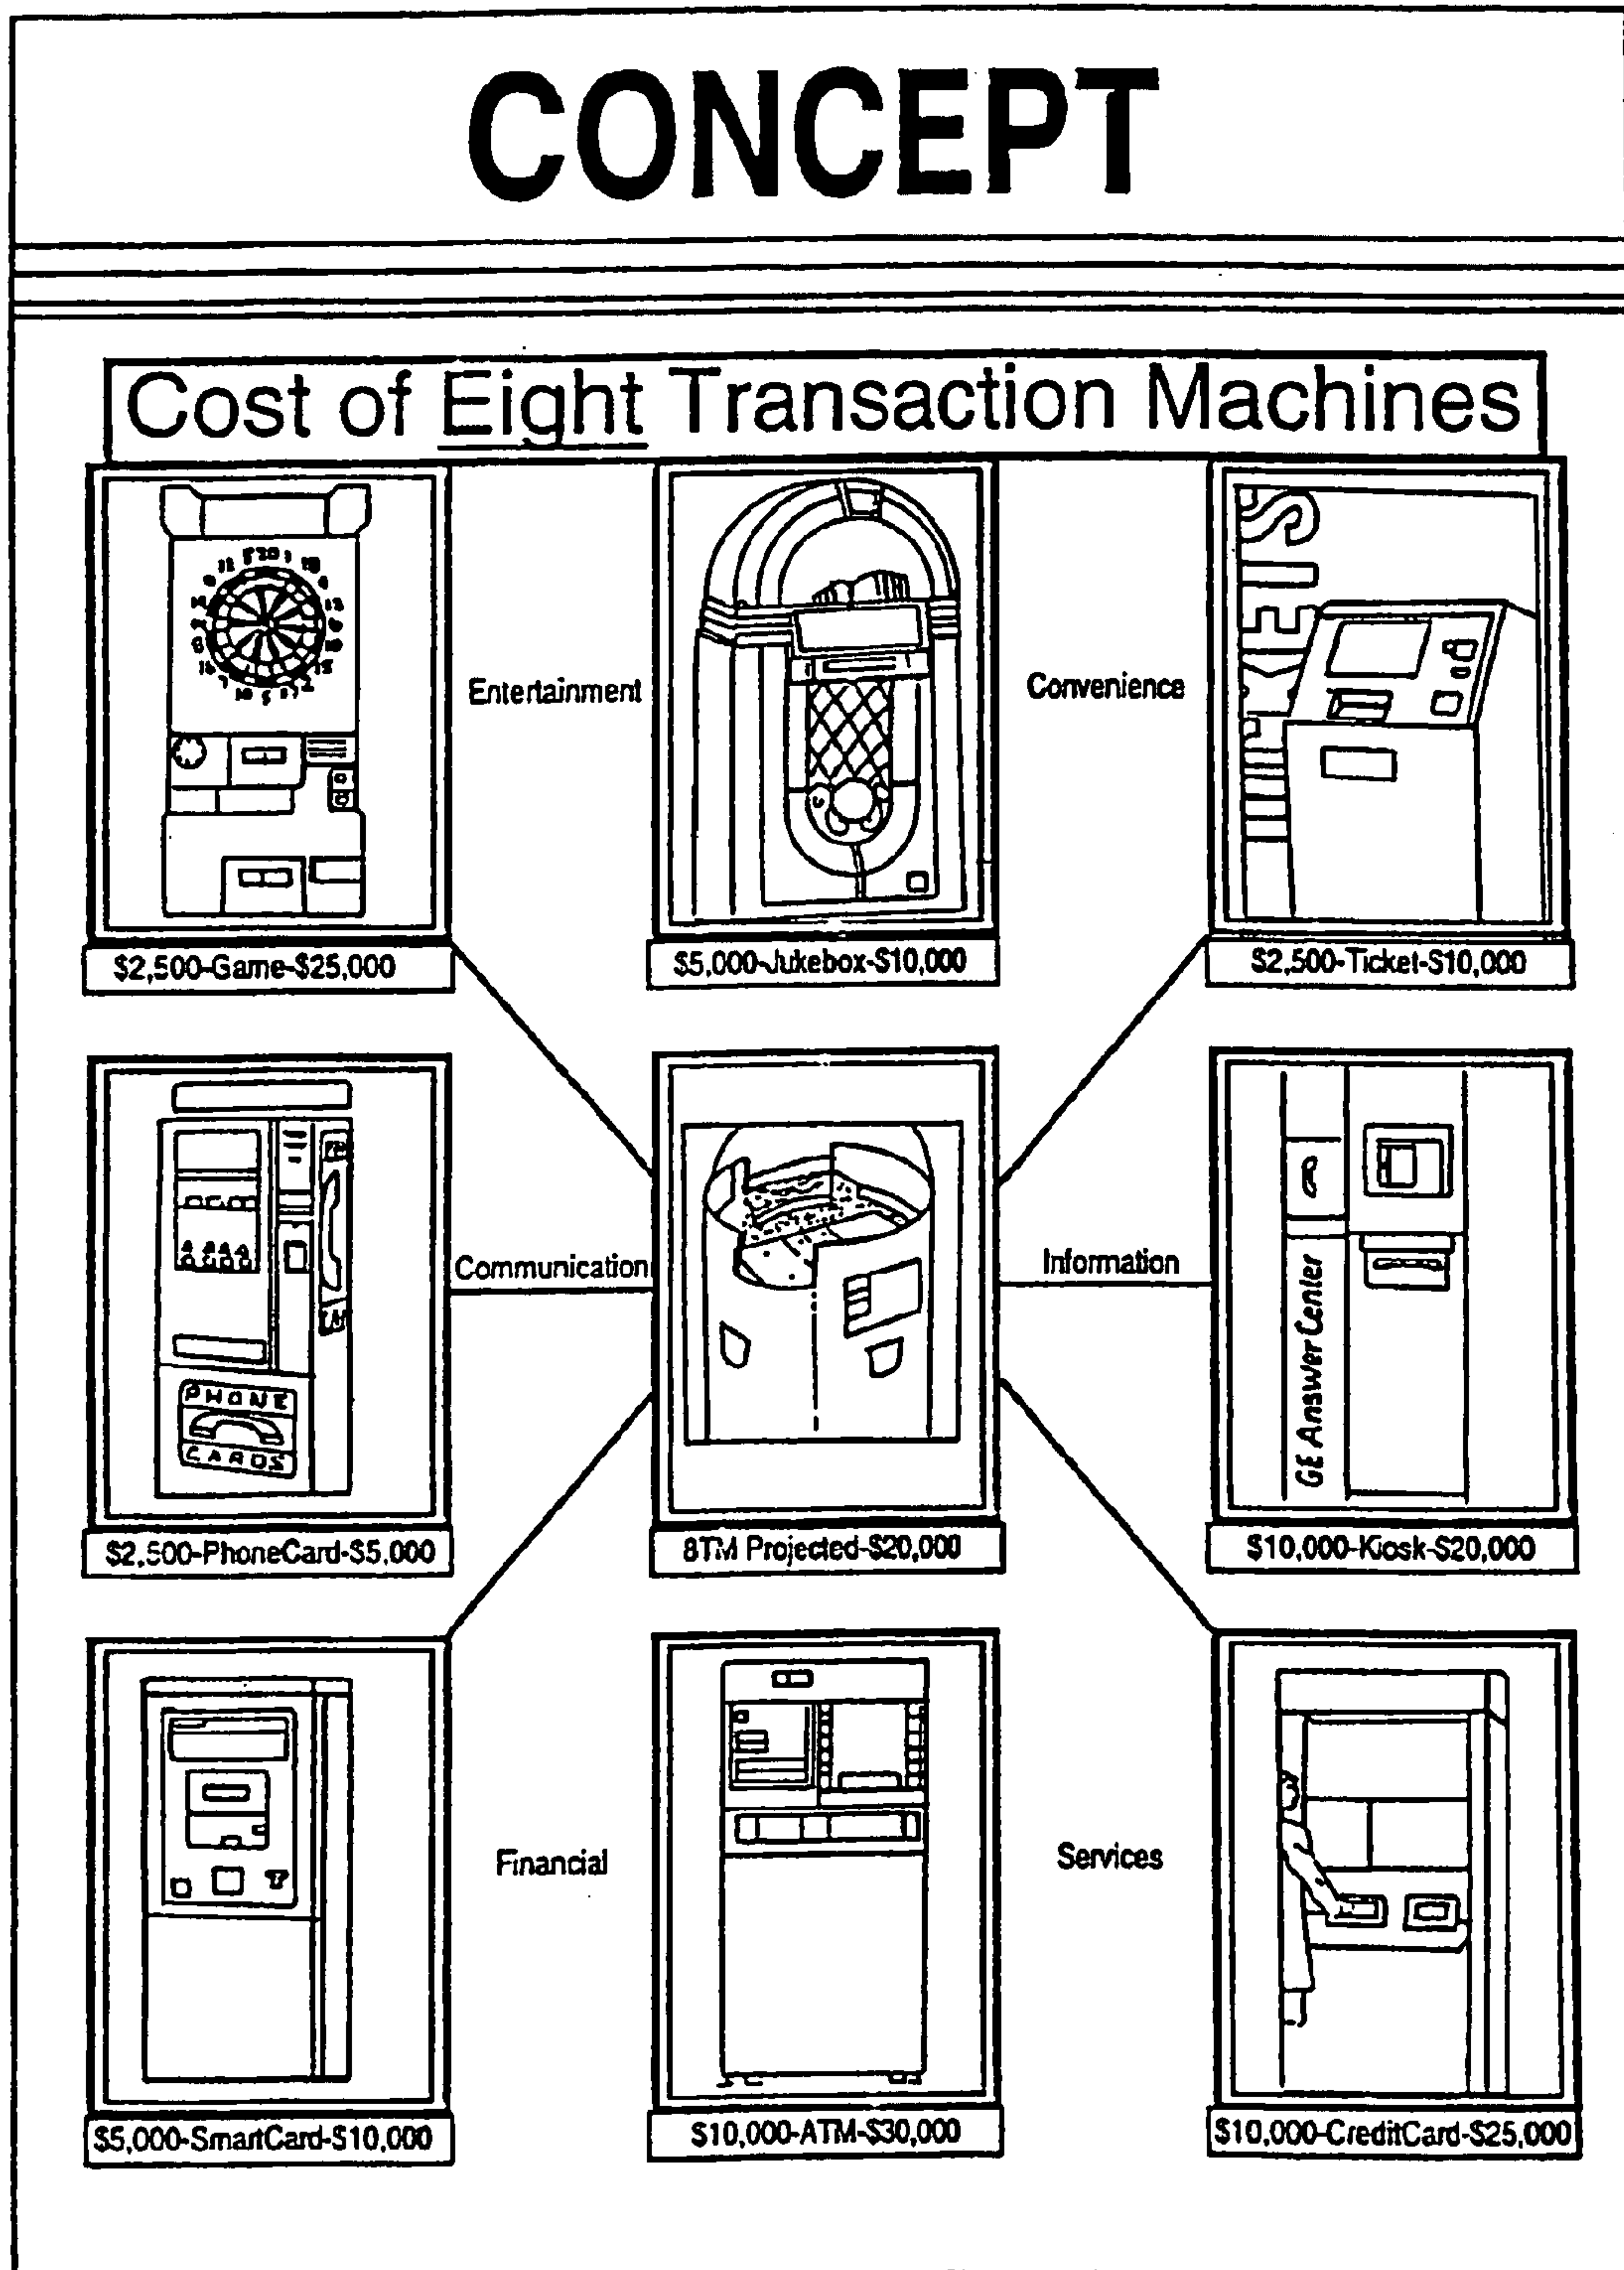 CONCEPT
Cost of Eight Transaction Machines
Entertainment
Convenience
TICKETS
$2,500-Game-$25,000
$5,000-Jukebox-$10,000
$2,500-Ticket-$10,000
Communication
Information
PHONE
CARDS
GE Answer Center
$2,500-PhoneCard-$5,000
8TM Projected-$20,000
$10,000-Kiosk-$20,000
Financial
Services
$5,000-SmartCard-$10,000
$10,000-ATM-$30,000
$10,000-CreditCard-$25,000